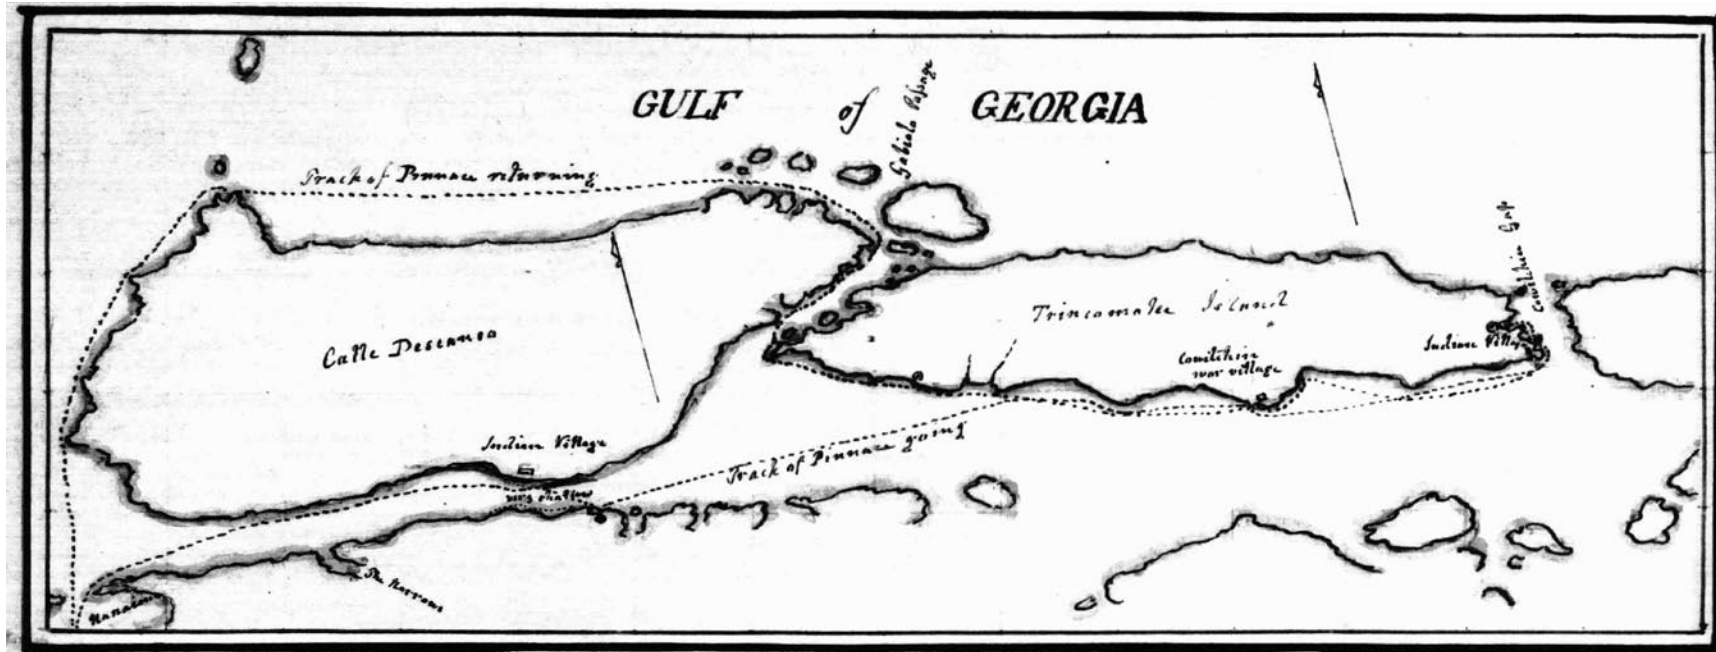 GULF of GEORGIA
Gabiola Passage
Track of Pinnace returning
Cowitchin Gap
Trincomalee Island
Calle Descanso
Indian Village
Cowitchin
war village
Indian Village
Track of Pinnace going
very shallow
The Narrows